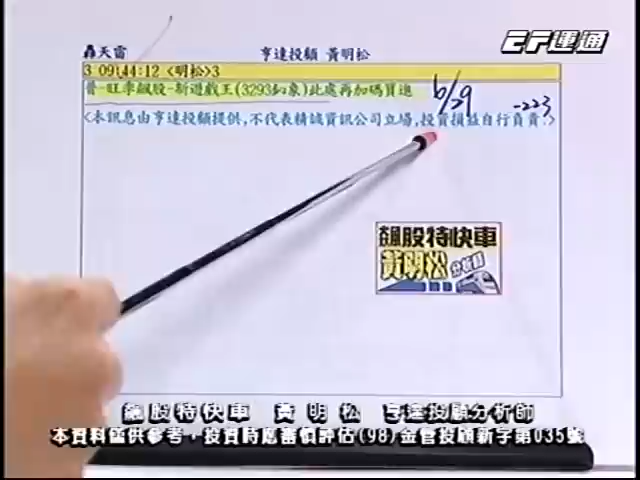 轟天雷 亨達投顧 黃明松
EF運通
3 09:44:12 <明松>3
普-旺季飆股-新遊戲王(3293鈊象)此處再加碼買進
6/29
-223
<本訊息由亨達投顧提供,不代表精誠資訊公司立場,投資損益自行負責.>
飆股特快車
黃明松 分析師
飆股特快車 黃明松 亨達投顧分析師
本資料僅供參考，投資時應審慎評估(98)金管投顧新字第035號